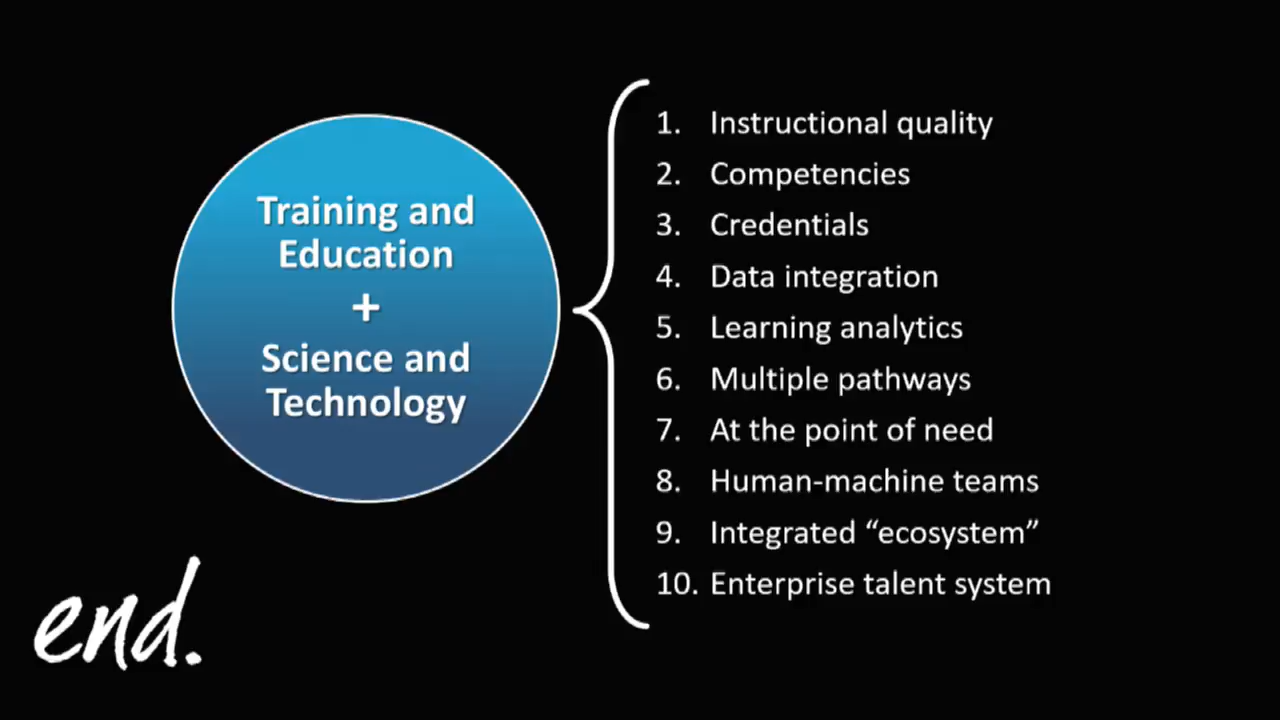 Training and
Education
+
Science and
Technology
1. Instructional quality
2. Competencies
3. Credentials
4. Data integration
5. Learning analytics
6. Multiple pathways
7. At the point of need
8. Human-machine teams
9. Integrated “ecosystem”
10. Enterprise talent system
end.